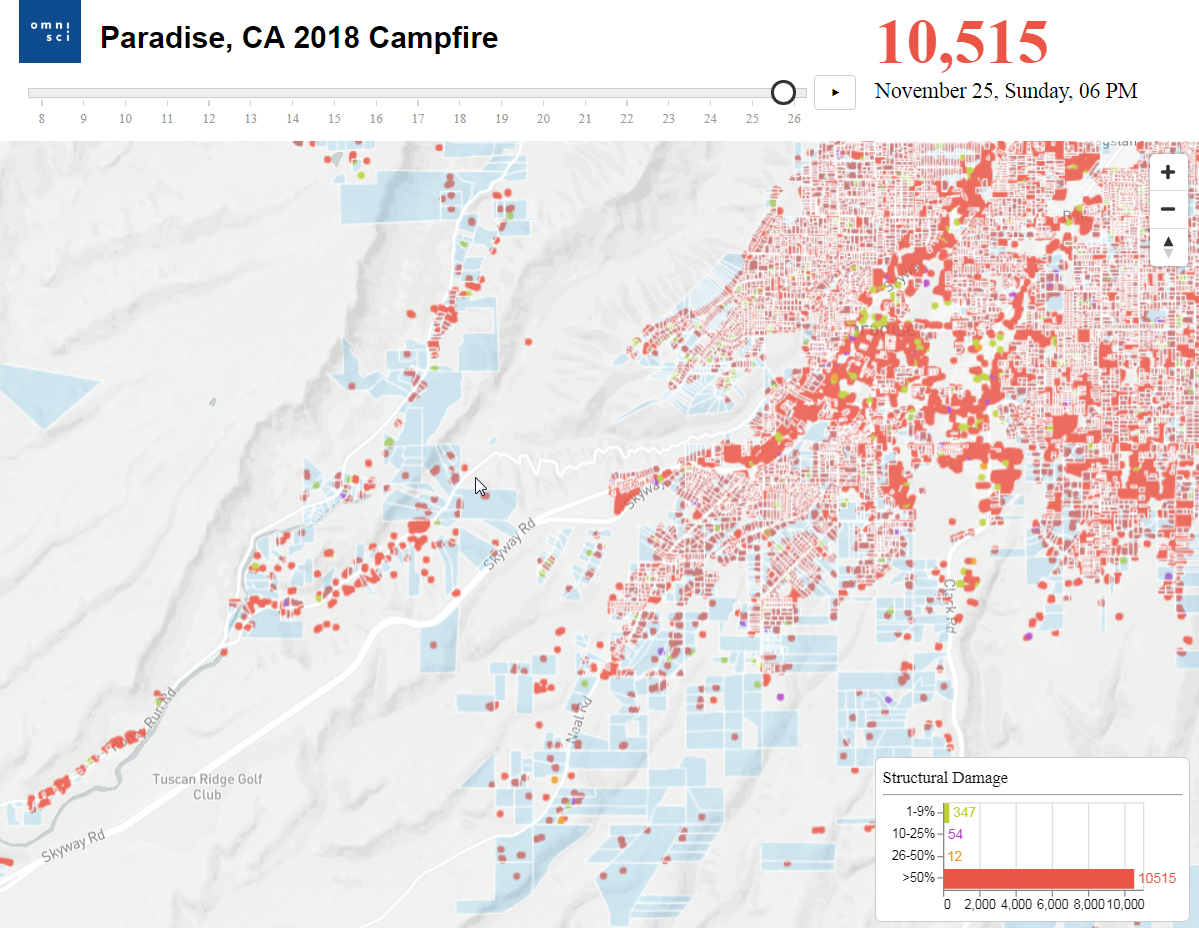 omni
sci
Paradise, CA 2018 Campfire
10,515
November 25, Sunday, 06 PM
8 9 10 11 12 13 14 15 16 17 18 19 20 21 22 23 24 25 26
Skyway
Paradise
Skyway
Skyway Rd
Clark Rd
Neal Rd
Tuscan Ridge Golf
Club
Skyway Rd
Structural Damage
1-9% 347
10-25% 54
26-50% 12
>50% 10515
0 2,000 4,000 6,000 8,000 10,000